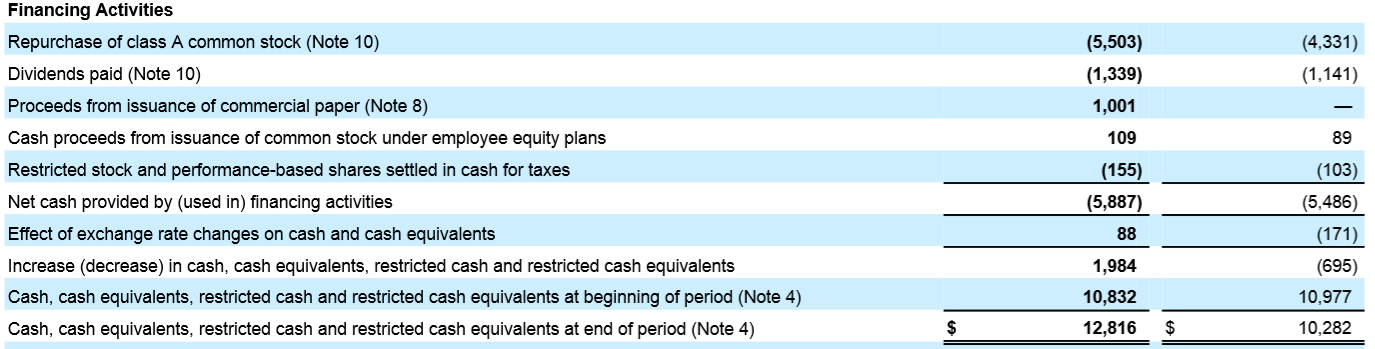 Financing Activities
Repurchase of class A common stock (Note 10) (5,503) (4,331)
Dividends paid (Note 10) (1,339) (1,141)
Proceeds from issuance of commercial paper (Note 8) 1,001 —
Cash proceeds from issuance of common stock under employee equity plans 109 89
Restricted stock and performance-based shares settled in cash for taxes (155) (103)
Net cash provided by (used in) financing activities (5,887) (5,486)
Effect of exchange rate changes on cash and cash equivalents 88 (171)
Increase (decrease) in cash, cash equivalents, restricted cash and restricted cash equivalents 1,984 (695)
Cash, cash equivalents, restricted cash and restricted cash equivalents at beginning of period (Note 4) 10,832 10,977
Cash, cash equivalents, restricted cash and restricted cash equivalents at end of period (Note 4) $ 12,816 $ 10,282